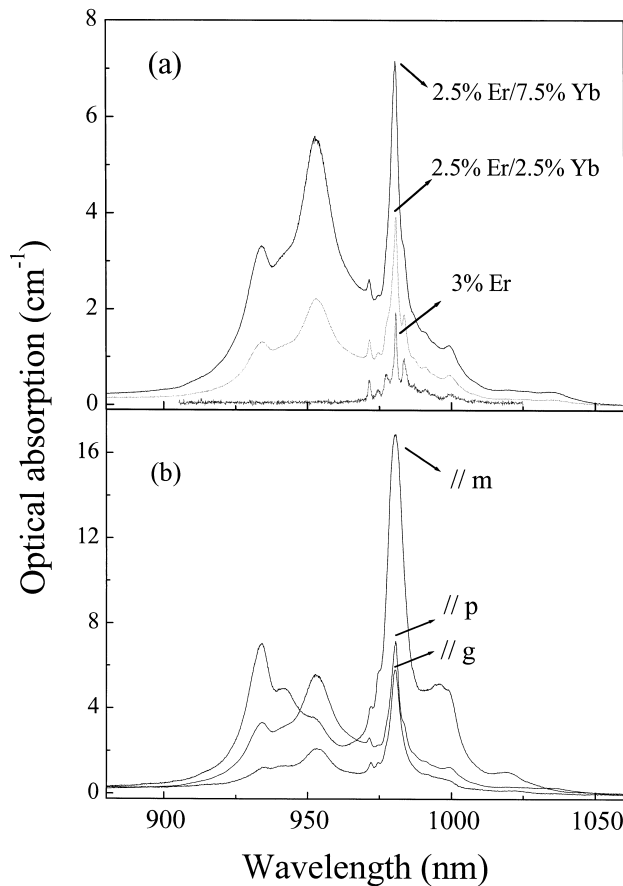 8
(a)
2.5% Er/7.5% Yb
6
2.5% Er/2.5% Yb
4
3% Er
2
0
Optical absorption (cm-1)
16
(b)
// m
12
8
// p
// g
4
0
900
950
1000
1050
Wavelength (nm)